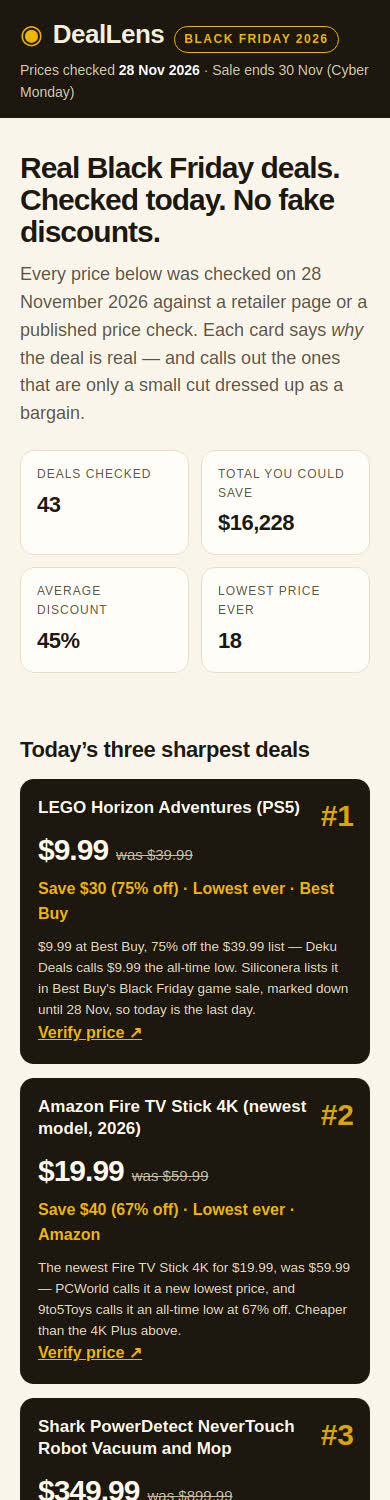 ◉ DealLens BLACK FRIDAY 2026
Prices checked 28 Nov 2026 · Sale ends 30 Nov (Cyber
Monday)
Real Black Friday deals.
Checked today. No fake
discounts.
Every price below was checked on 28
November 2026 against a retailer page or a
published price check. Each card says why
the deal is real — and calls out the ones
that are only a small cut dressed up as a
bargain.
DEALS CHECKED
43
TOTAL YOU COULD
SAVE
$16,228
AVERAGE
DISCOUNT
45%
LOWEST PRICE
EVER
18
Today’s three sharpest deals
LEGO Horizon Adventures (PS5) #1
$9.99 was $39.99
Save $30 (75% off) · Lowest ever · Best
Buy
$9.99 at Best Buy, 75% off the $39.99 list — Deku
Deals calls $9.99 the all-time low. Siliconera lists it
in Best Buy's Black Friday game sale, marked down
until 28 Nov, so today is the last day.
Verify price ↗
Amazon Fire TV Stick 4K (newest #2
model, 2026)
$19.99 was $59.99
Save $40 (67% off) · Lowest ever ·
Amazon
The newest Fire TV Stick 4K for $19.99, was $59.99
— PCWorld calls it a new lowest price, and
9to5Toys calls it an all-time low at 67% off. Cheaper
than the 4K Plus above.
Verify price ↗
Shark PowerDetect NeverTouch #3
Robot Vacuum and Mop
$349.99 was $899.99